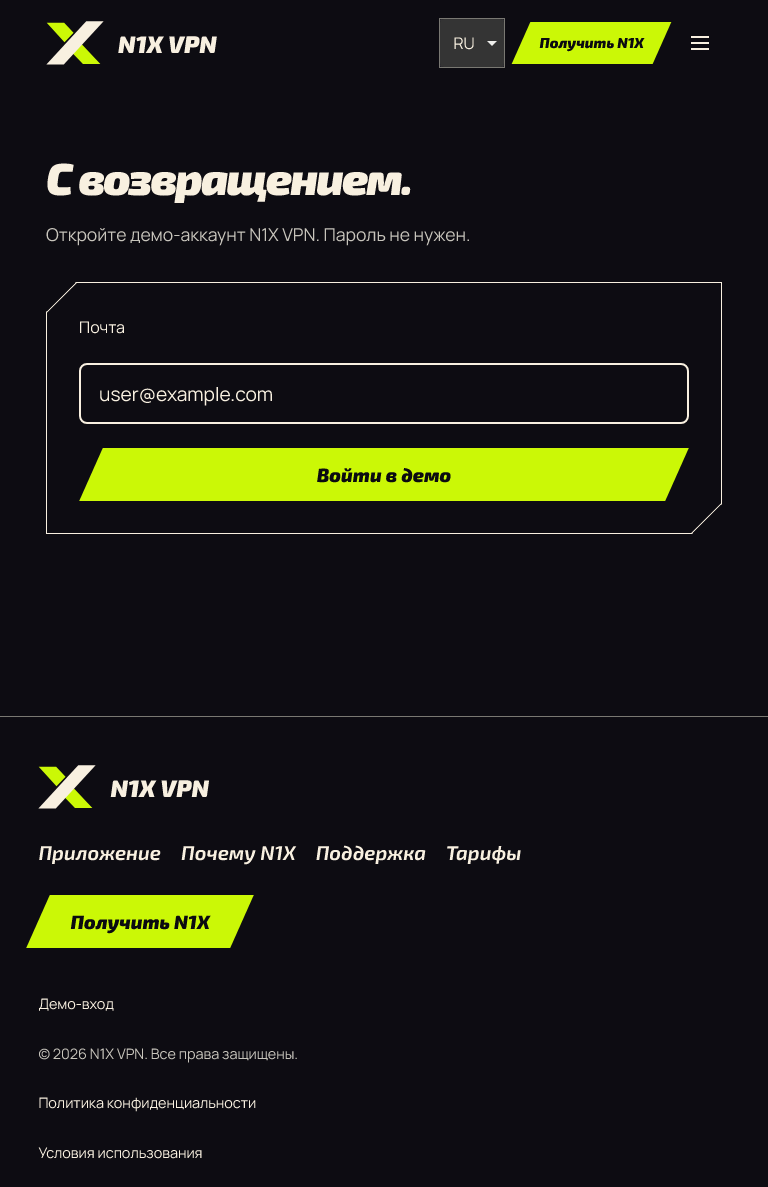 N1X VPN
RU
Получить N1X
С возвращением.
Откройте демо-аккаунт N1X VPN. Пароль не нужен.
Почта
user@example.com
Войти в демо
N1X VPN
Приложение Почему N1X Поддержка Тарифы
Получить N1X
Демо-вход
© 2026 N1X VPN. Все права защищены.
Политика конфиденциальности
Условия использования